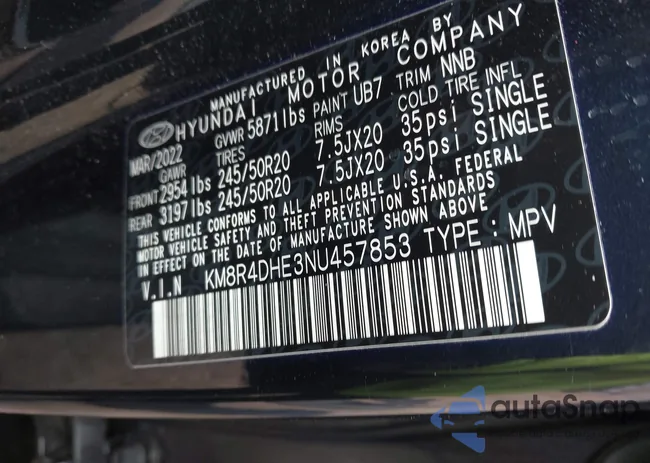 MANUFACTURED IN KOREA BY
HYUNDAI MOTOR COMPANY
MAR/2022 GVWR 5871lbs PAINT UB7 TRIM NNB
GAWR TIRES RIMS COLD TIRE INFL
FRONT 2954 lbs 245/50R20 7.5JX20 35psi SINGLE
REAR 3197 lbs 245/50R20 7.5JX20 35psi SINGLE
THIS VEHICLE CONFORMS TO ALL APPLICABLE U.S.A. FEDERAL
MOTOR VEHICLE SAFETY AND THEFT PREVENTION STANDARDS
IN EFFECT ON THE DATE OF MANUFACTURE SHOWN ABOVE
V.I.N KM8R4DHE3NU457853 TYPE : MPV
autoSnap